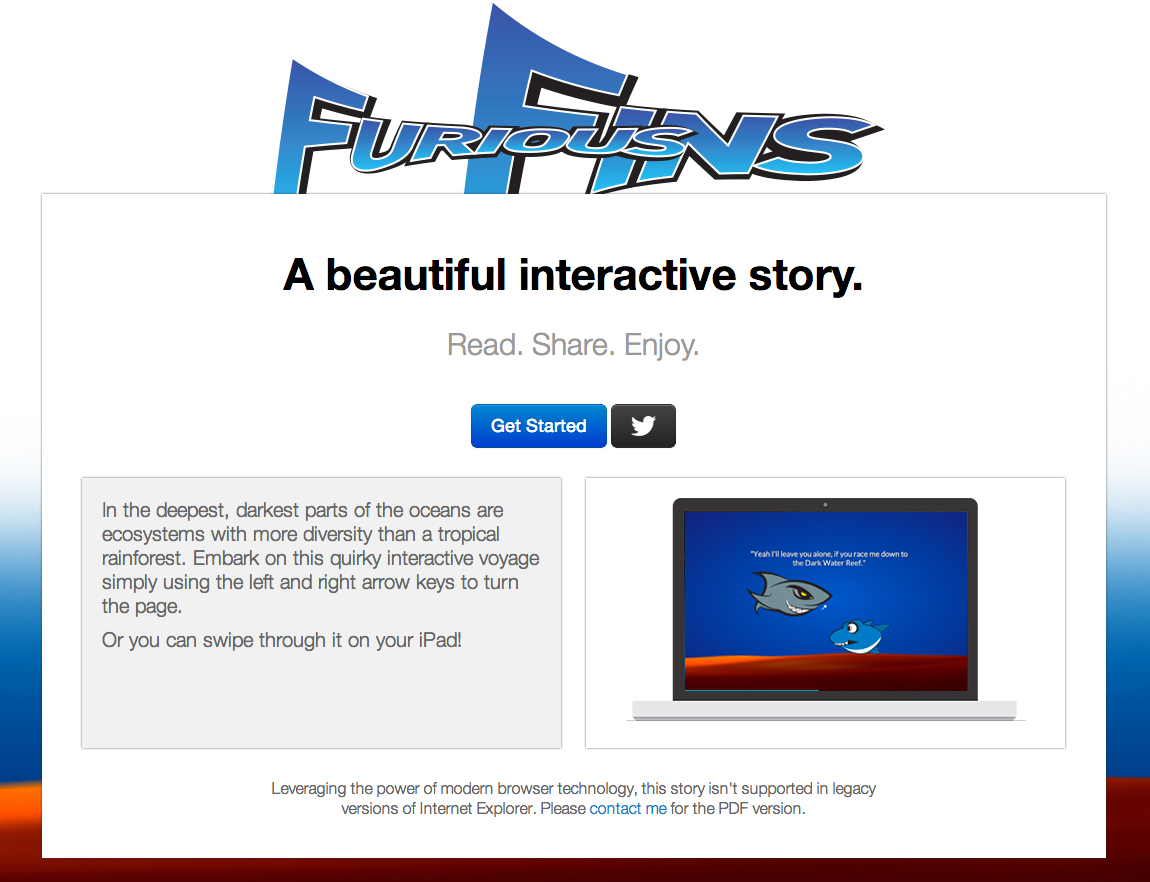 FURIOUS FINS
A beautiful interactive story.
Read. Share. Enjoy.
Get Started
In the deepest, darkest parts of the oceans are
ecosystems with more diversity than a tropical
rainforest. Embark on this quirky interactive voyage
simply using the left and right arrow keys to turn
the page.
Or you can swipe through it on your iPad!
"Yeah I'll leave you alone, if you race me down to
the Dark Water Reef."
Leveraging the power of modern browser technology, this story isn't supported in legacy
versions of Internet Explorer. Please contact me for the PDF version.